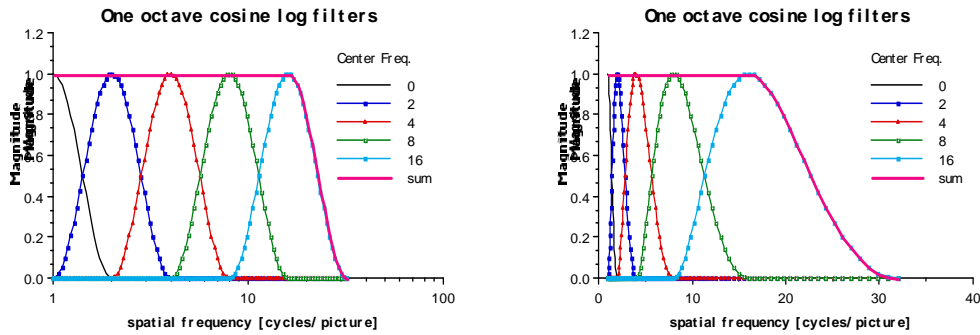 One octave cosine log filters
1.2
1.0
0.8
0.6
0.4
0.2
0.0
Magnitude
Magnitude
Center Freq.
0
2
4
8
16
sum
1 10 100
spatial frequency [cycles/picture]
One octave cosine log filters
1.2
1.0
0.8
0.6
0.4
0.2
0.0
Magnitude
Magnitude
Center Freq.
0
2
4
8
16
sum
0 10 20 30 40
spatial frequency [cycles/picture]